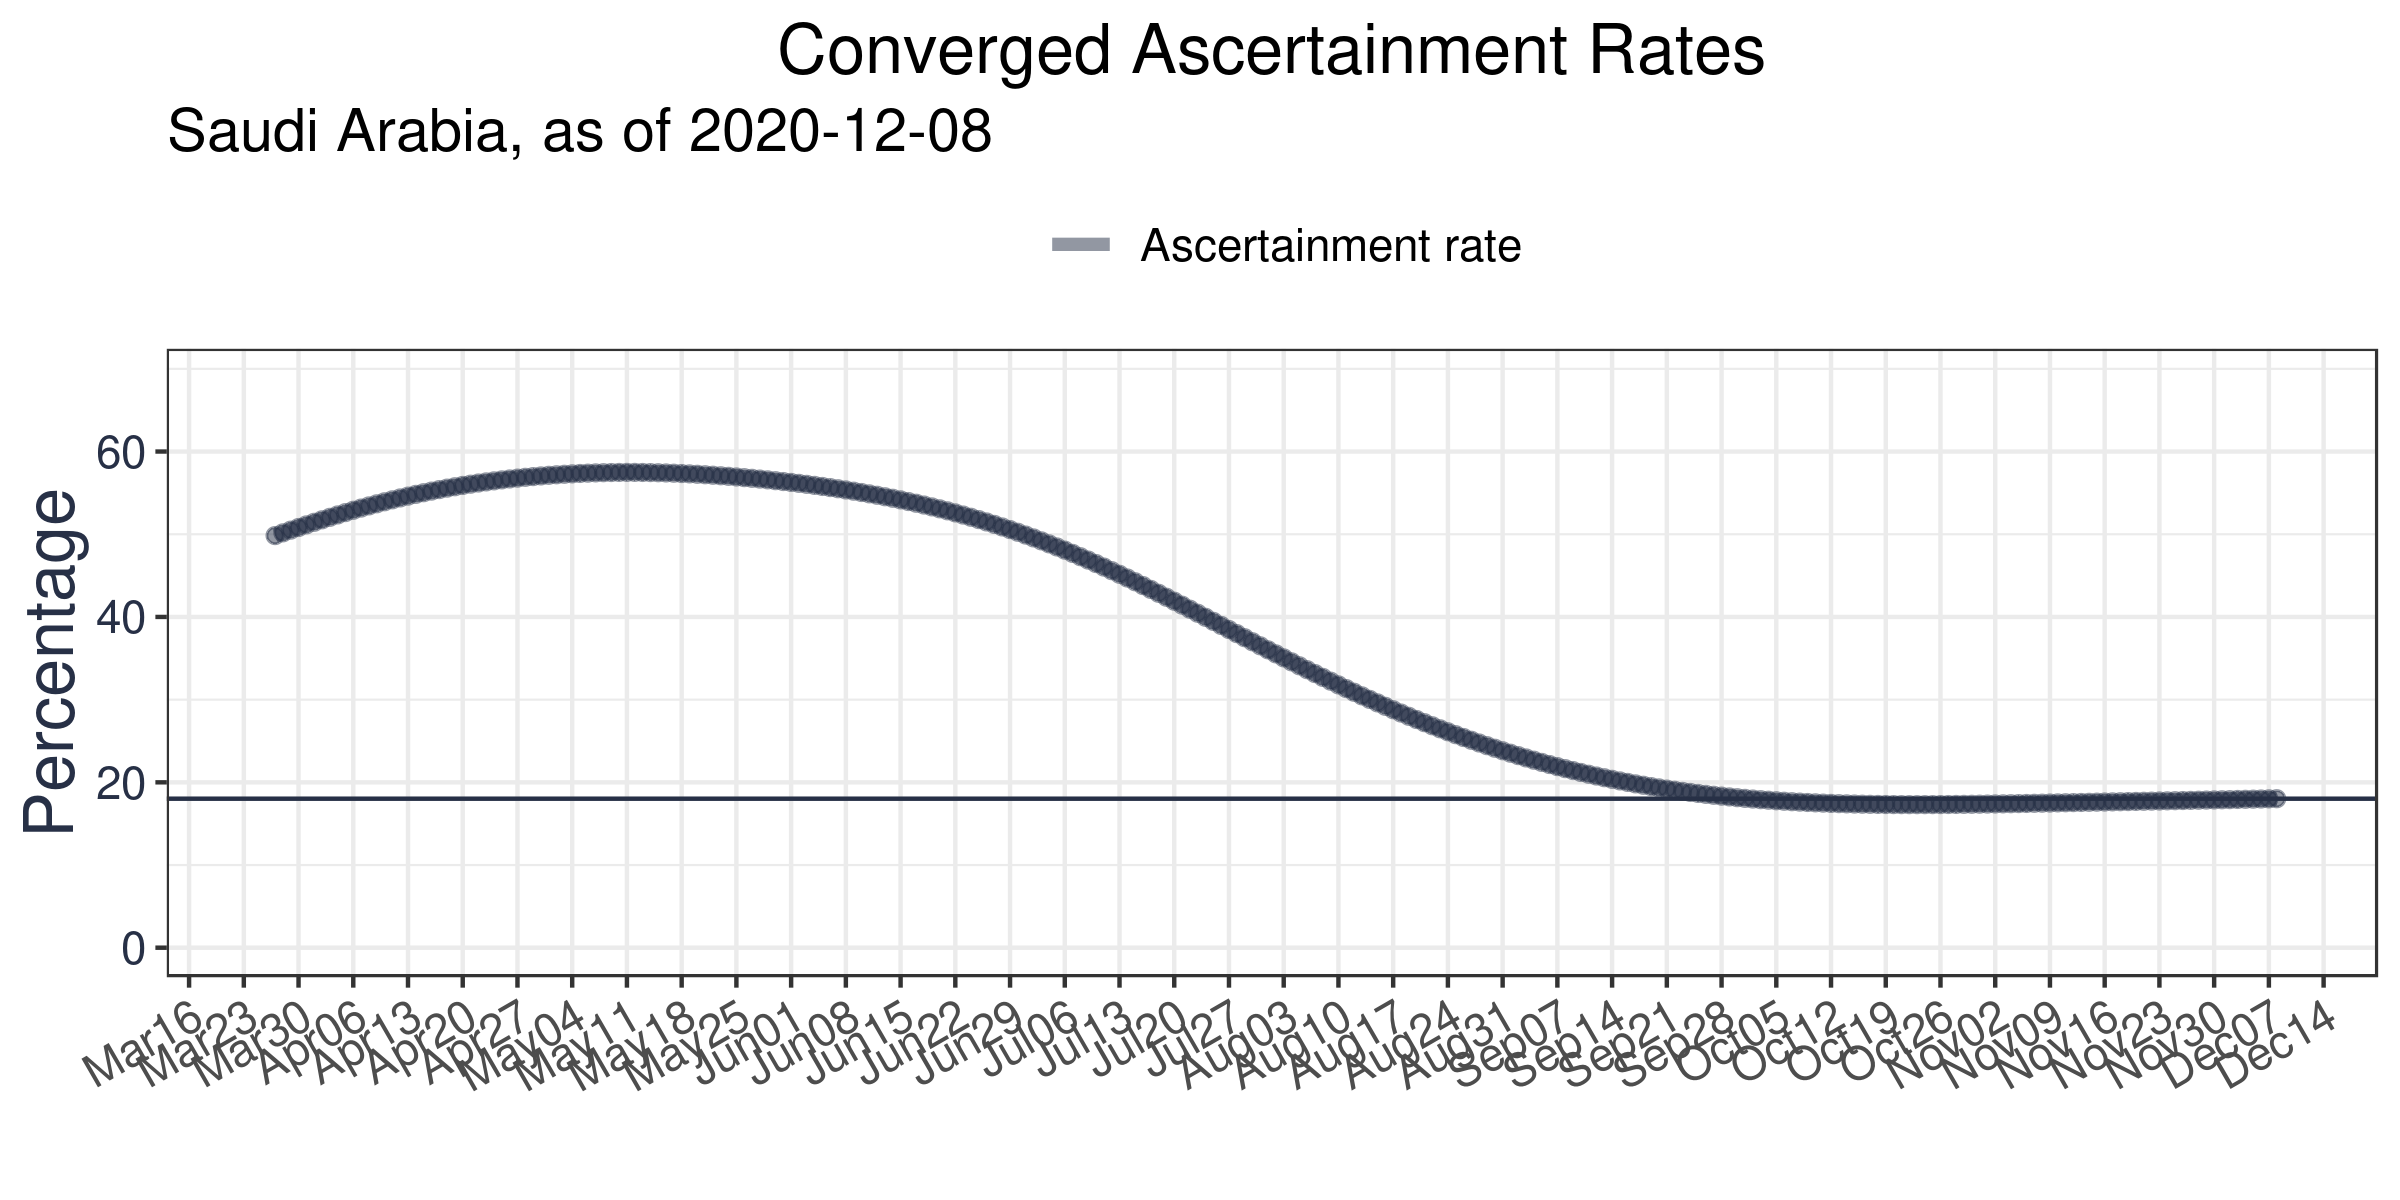 Converged Ascertainment Rates
Saudi Arabia, as of 2020-12-08
Ascertainment rate
Percentage
60
40
20
0
Mar16
Mar23
Mar30
Apr06
Apr13
Apr20
Apr27
May04
May11
May18
May25
Jun01
Jun08
Jun15
Jun22
Jun29
Jul06
Jul13
Jul20
Jul27
Aug03
Aug10
Aug17
Aug24
Aug31
Sep07
Sep14
Sep21
Sep28
Oct05
Oct12
Oct19
Oct26
Nov02
Nov09
Nov16
Nov23
Nov30
Dec07
Dec14